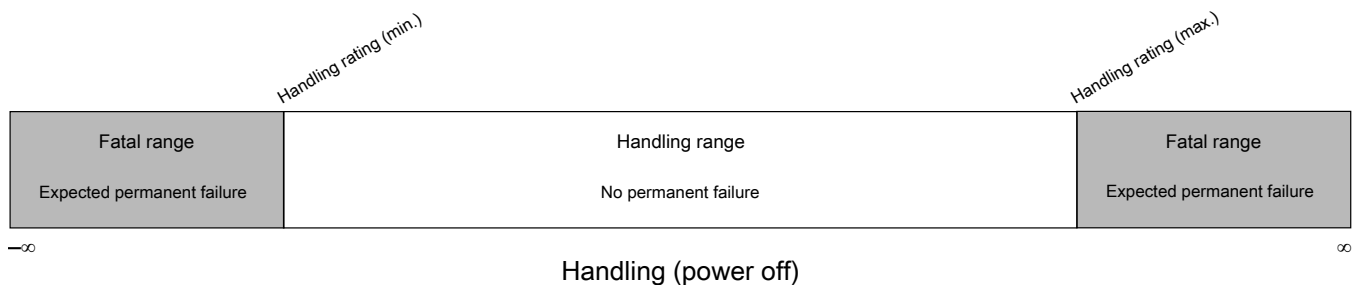 Handling rating (min.)
Handling rating (max.)
Fatal range
Handling range
Fatal range
Expected permanent failure
No permanent failure
Expected permanent failure
–∞
∞
Handling (power off)